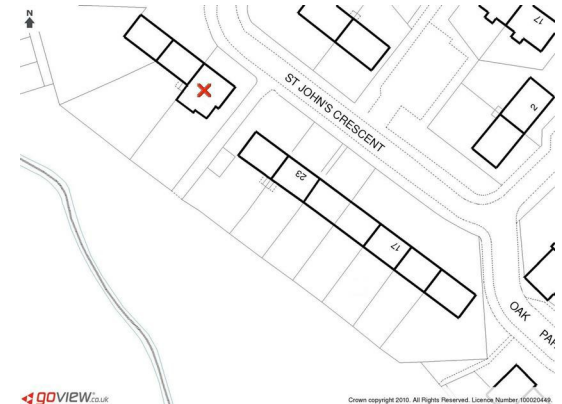 N
17
2
ST JOHN'S CRESCENT
23
17
OAK PAR
goview.co.uk
Crown copyright 2010. All Rights Reserved. Licence Number 100020449.